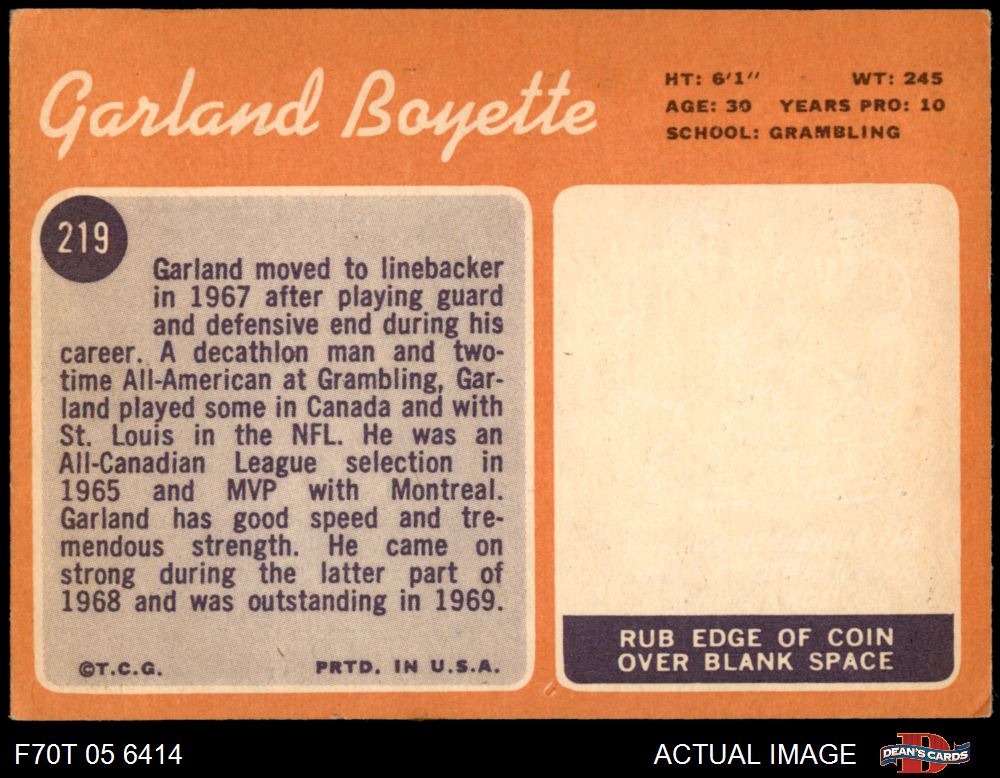 Garland Boyette
HT: 6'1" WT: 245
AGE: 30 YEARS PRO: 10
SCHOOL: GRAMBLING
219
Garland moved to linebacker
in 1967 after playing guard
and defensive end during his
career. A decathlon man and two-
time All-American at Grambling, Gar-
land played some in Canada and with
St. Louis in the NFL. He was an
All-Canadian League selection in
1965 and MVP with Montreal.
Garland has good speed and tre-
mendous strength. He came on
strong during the latter part of
1968 and was outstanding in 1969.
©T.C.G. PRTD. IN U.S.A.
RUB EDGE OF COIN
OVER BLANK SPACE
F70T 05 6414
ACTUAL IMAGE
DEAN'S CARDS